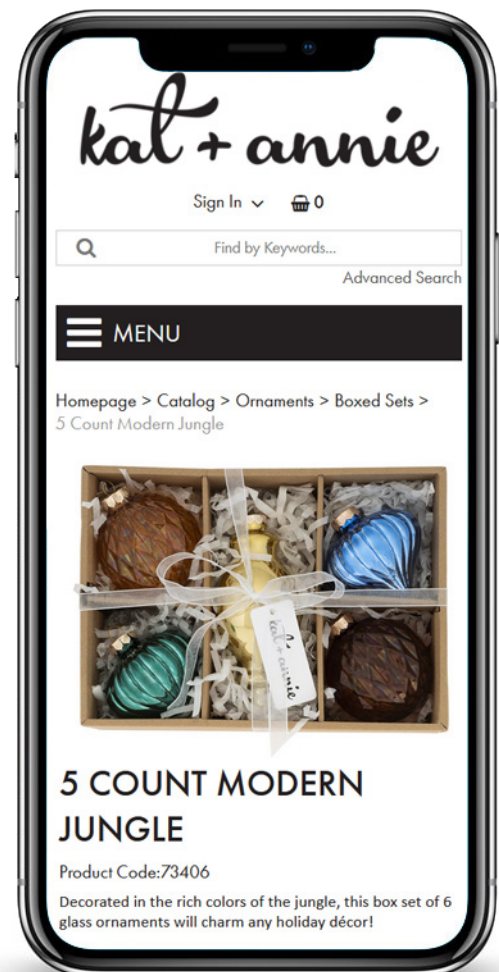 kat + annie
Sign In 0
Find by Keywords...
Advanced Search
MENU
Homepage > Catalog > Ornaments > Boxed Sets >
5 Count Modern Jungle
kat + annie
5 COUNT MODERN
JUNGLE
Product Code:73406
Decorated in the rich colors of the jungle, this box set of 6
glass ornaments will charm any holiday décor!